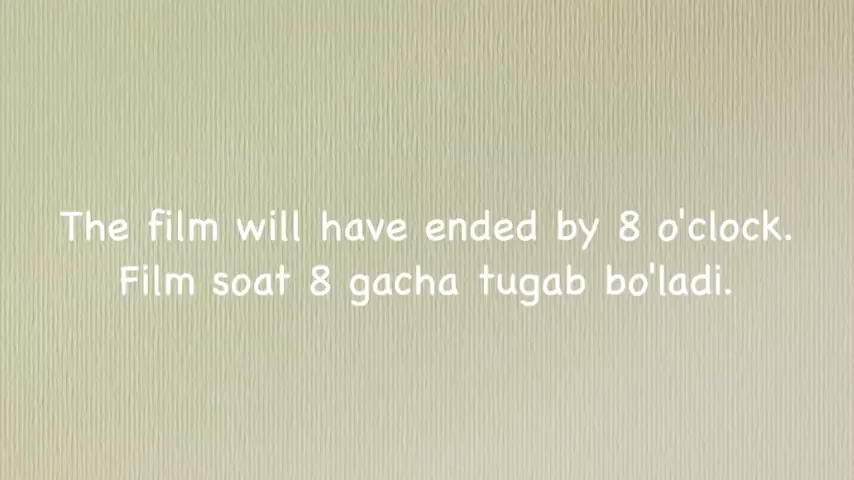 The film will have ended by 8 o'clock.
Film soat 8 gacha tugab bo'ladi.